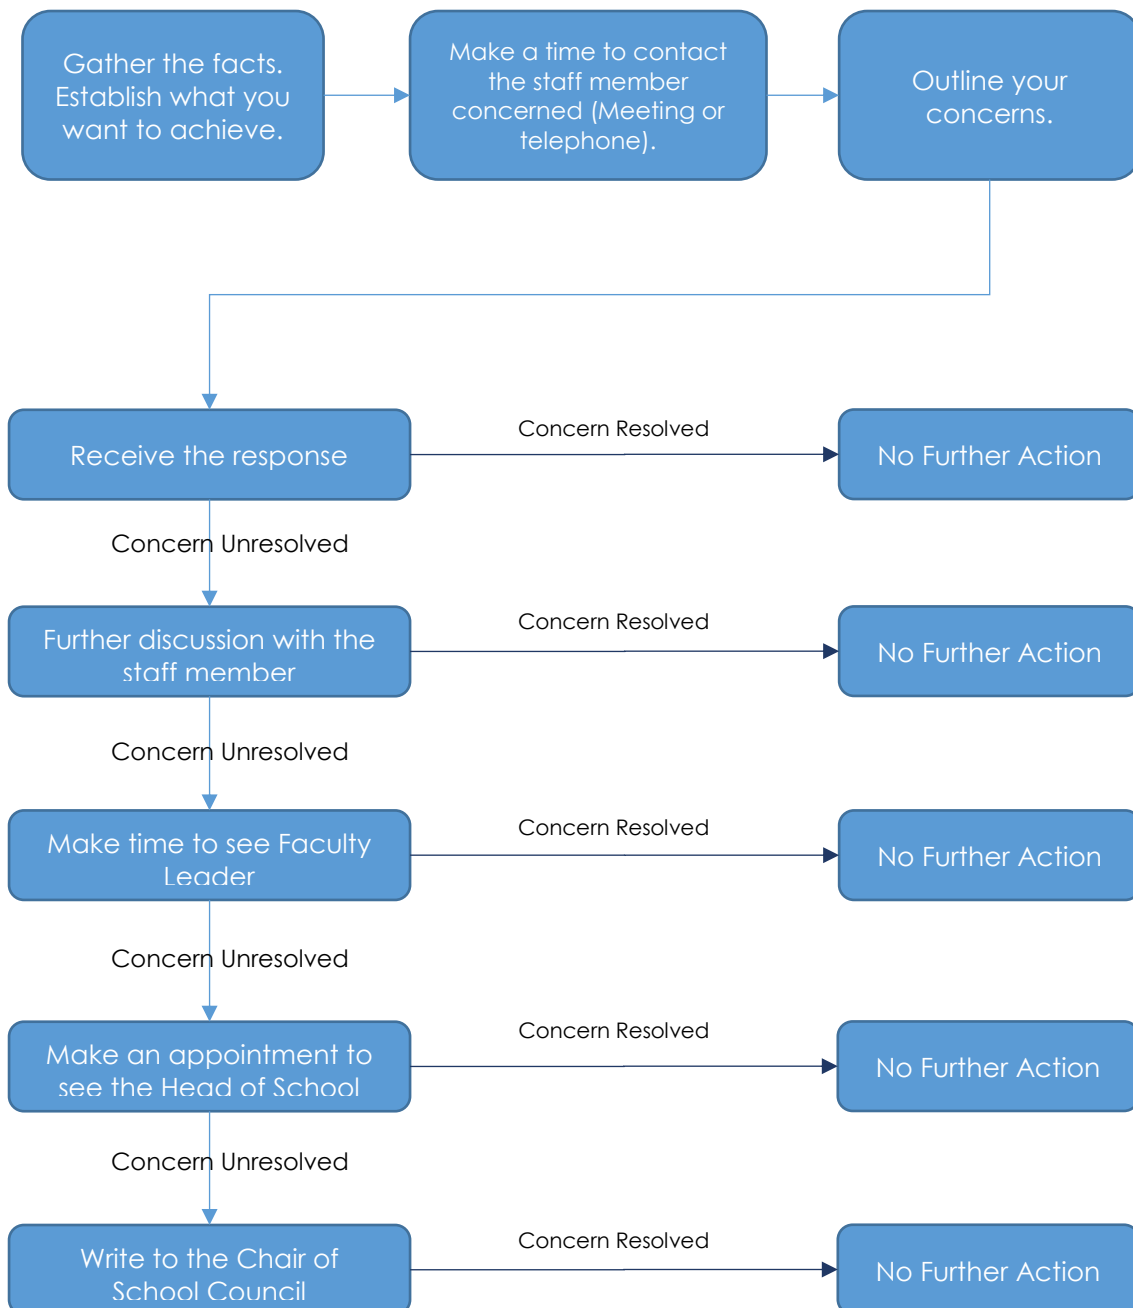 Gather the facts.
Establish what you
want to achieve.
Make a time to contact
the staff member
concerned (Meeting or
telephone).
Outline your
concerns.
Receive the response
Concern Resolved
No Further Action
Concern Unresolved
Further discussion with the
staff member
Concern Resolved
No Further Action
Concern Unresolved
Make time to see Faculty
Leader
Concern Resolved
No Further Action
Concern Unresolved
Make an appointment to
see the Head of School
Concern Resolved
No Further Action
Concern Unresolved
Write to the Chair of
School Council
Concern Resolved
No Further Action